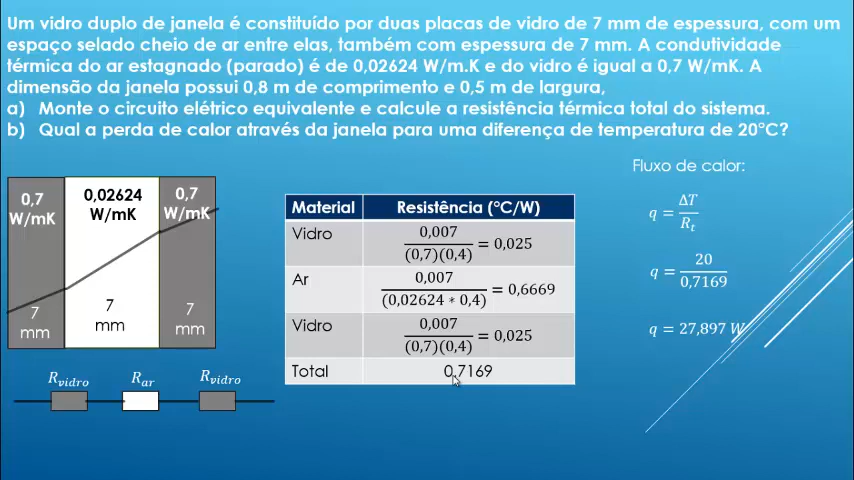 Um vidro duplo de janela é constituído por duas placas de vidro de 7 mm de espessura, com um
espaço selado cheio de ar entre elas, também com espessura de 7 mm. A condutividade
térmica do ar estagnado (parado) é de 0,02624 W/m.K e do vidro é igual a 0,7 W/mK. A
dimensão da janela possui 0,8 m de comprimento e 0,5 m de largura,
a) Monte o circuito elétrico equivalente e calcule a resistência térmica total do sistema.
b) Qual a perda de calor através da janela para uma diferença de temperatura de 20°C?
0,7 W/mK
0,02624 W/mK
0,7 W/mK
7 mm
7 mm
7 mm
R_vidro R_ar R_vidro
Material Resistência (°C/W)
Vidro 0,007/(0,7)(0,4) = 0,025
Ar 0,007/(0,02624 * 0,4) = 0,6669
Vidro 0,007/(0,7)(0,4) = 0,025
Total 0,7169
Fluxo de calor:
q = ΔT/R_t
q = 20/0,7169
q = 27,897 W